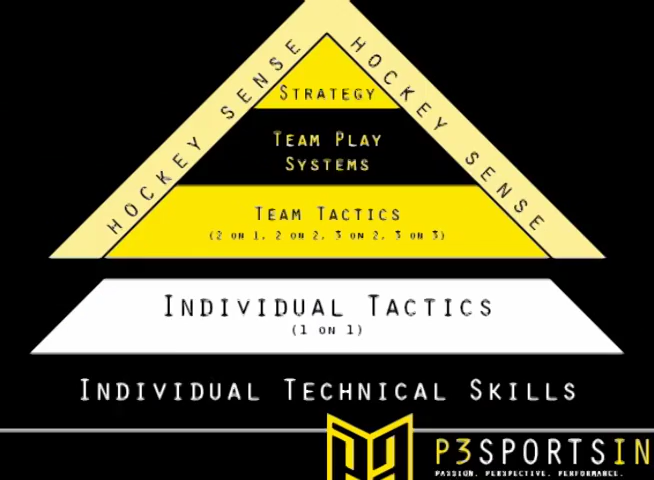 HOCKEY SENSE
HOCKEY SENSE
STRATEGY
TEAM PLAY
SYSTEMS
TEAM TACTICS
(2 ON 1, 2 ON 2, 3 ON 2, 3 ON 3)
INDIVIDUAL TACTICS
(1 ON 1)
INDIVIDUAL TECHNICAL SKILLS
P3SPORTSIN
PASSION. PERSPECTIVE. PERFORMANCE.